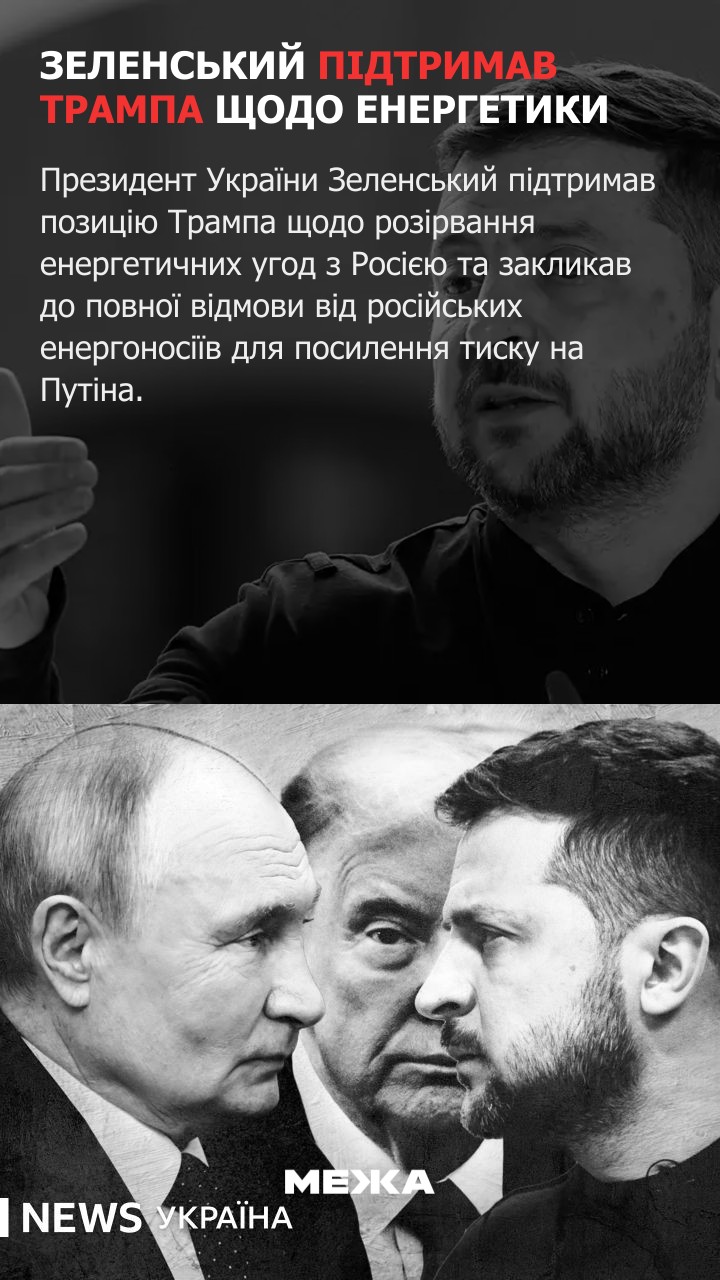 ЗЕЛЕНСЬКИЙ ПІДТРИМАВ
ТРАМПА ЩОДО ЕНЕРГЕТИКИ
Президент України Зеленський підтримав
позицію Трампа щодо розірвання
енергетичних угод з Росією та закликав
до повної відмови від російських
енергоносіїв для посилення тиску на
Путіна.
МЕЖА
NEWS УКРАЇНА